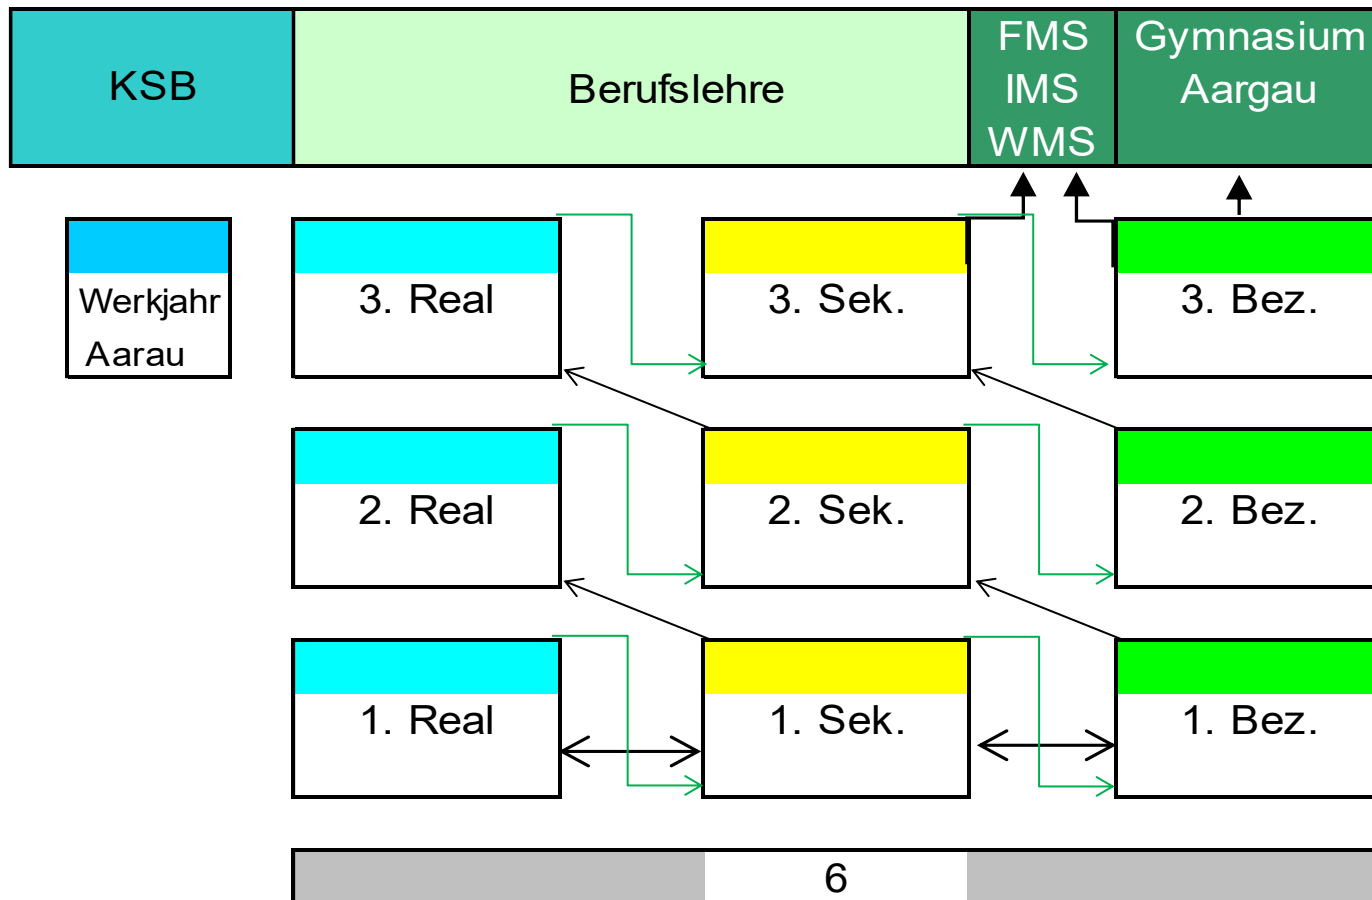 KSB
Berufslehre
FMS
IMS
WMS
Gymnasium
Aargau
Werkjahr
Aarau
3. Real
3. Sek.
3. Bez.
2. Real
2. Sek.
2. Bez.
1. Real
1. Sek.
1. Bez.
6